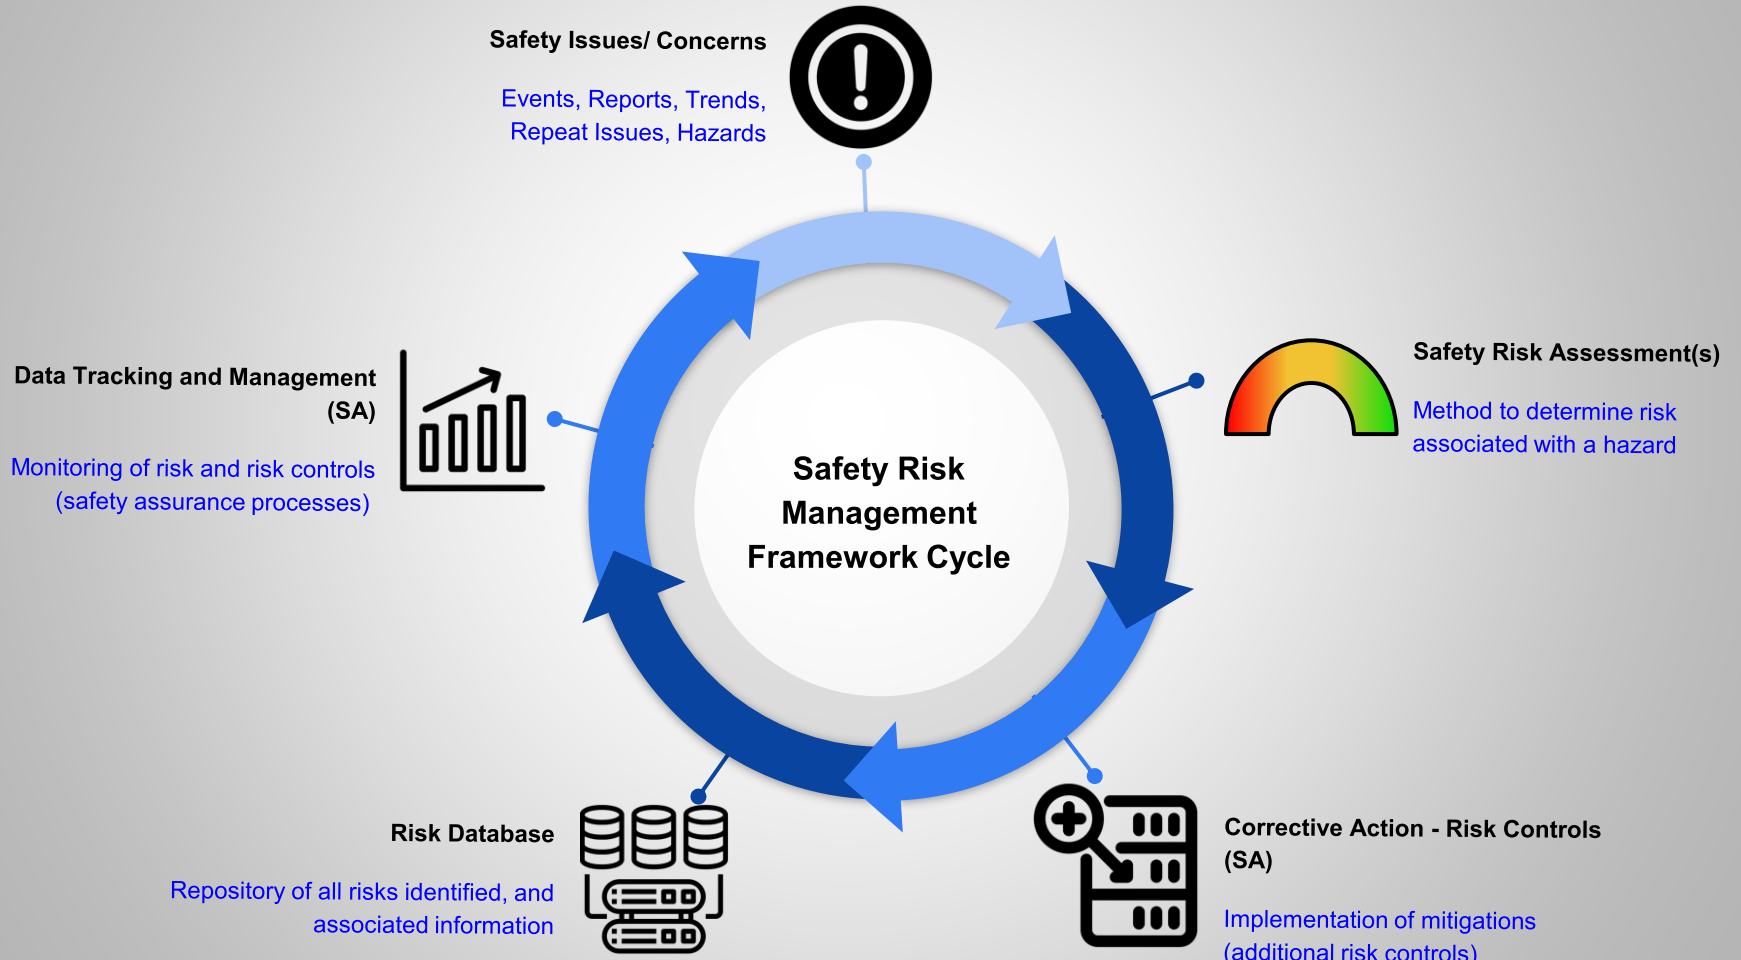 Safety Issues/ Concerns
Events, Reports, Trends,
Repeat Issues, Hazards
Safety Risk Assessment(s)
Method to determine risk
associated with a hazard
Corrective Action - Risk Controls
(SA)
Implementation of mitigations
(additional risk controls)
Risk Database
Repository of all risks identified, and
associated information
Data Tracking and Management
(SA)
Monitoring of risk and risk controls
(safety assurance processes)
Safety Risk
Management
Framework Cycle